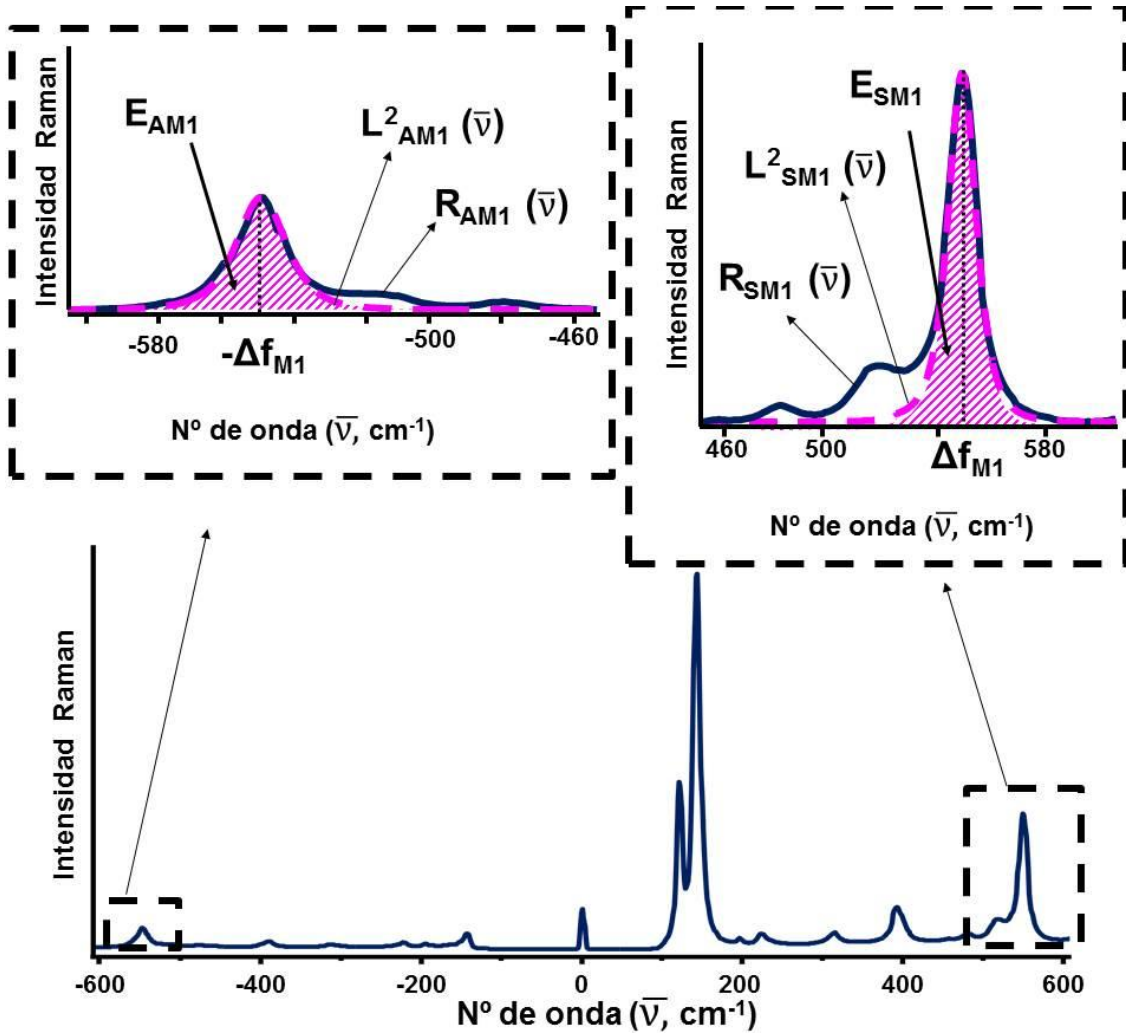 Intensidad Raman
E_AM1
L²_AM1 (ν̅)
R_AM1 (ν̅)
-580
-Δf_M1
-500
-460
Nº de onda (ν̅, cm⁻¹)
Intensidad Raman
E_SM1
L²_SM1 (ν̅)
R_SM1 (ν̅)
460
500
Δf_M1
580
Nº de onda (ν̅, cm⁻¹)
Intensidad Raman
-600
-400
-200
0
200
400
600
Nº de onda (ν̅, cm⁻¹)